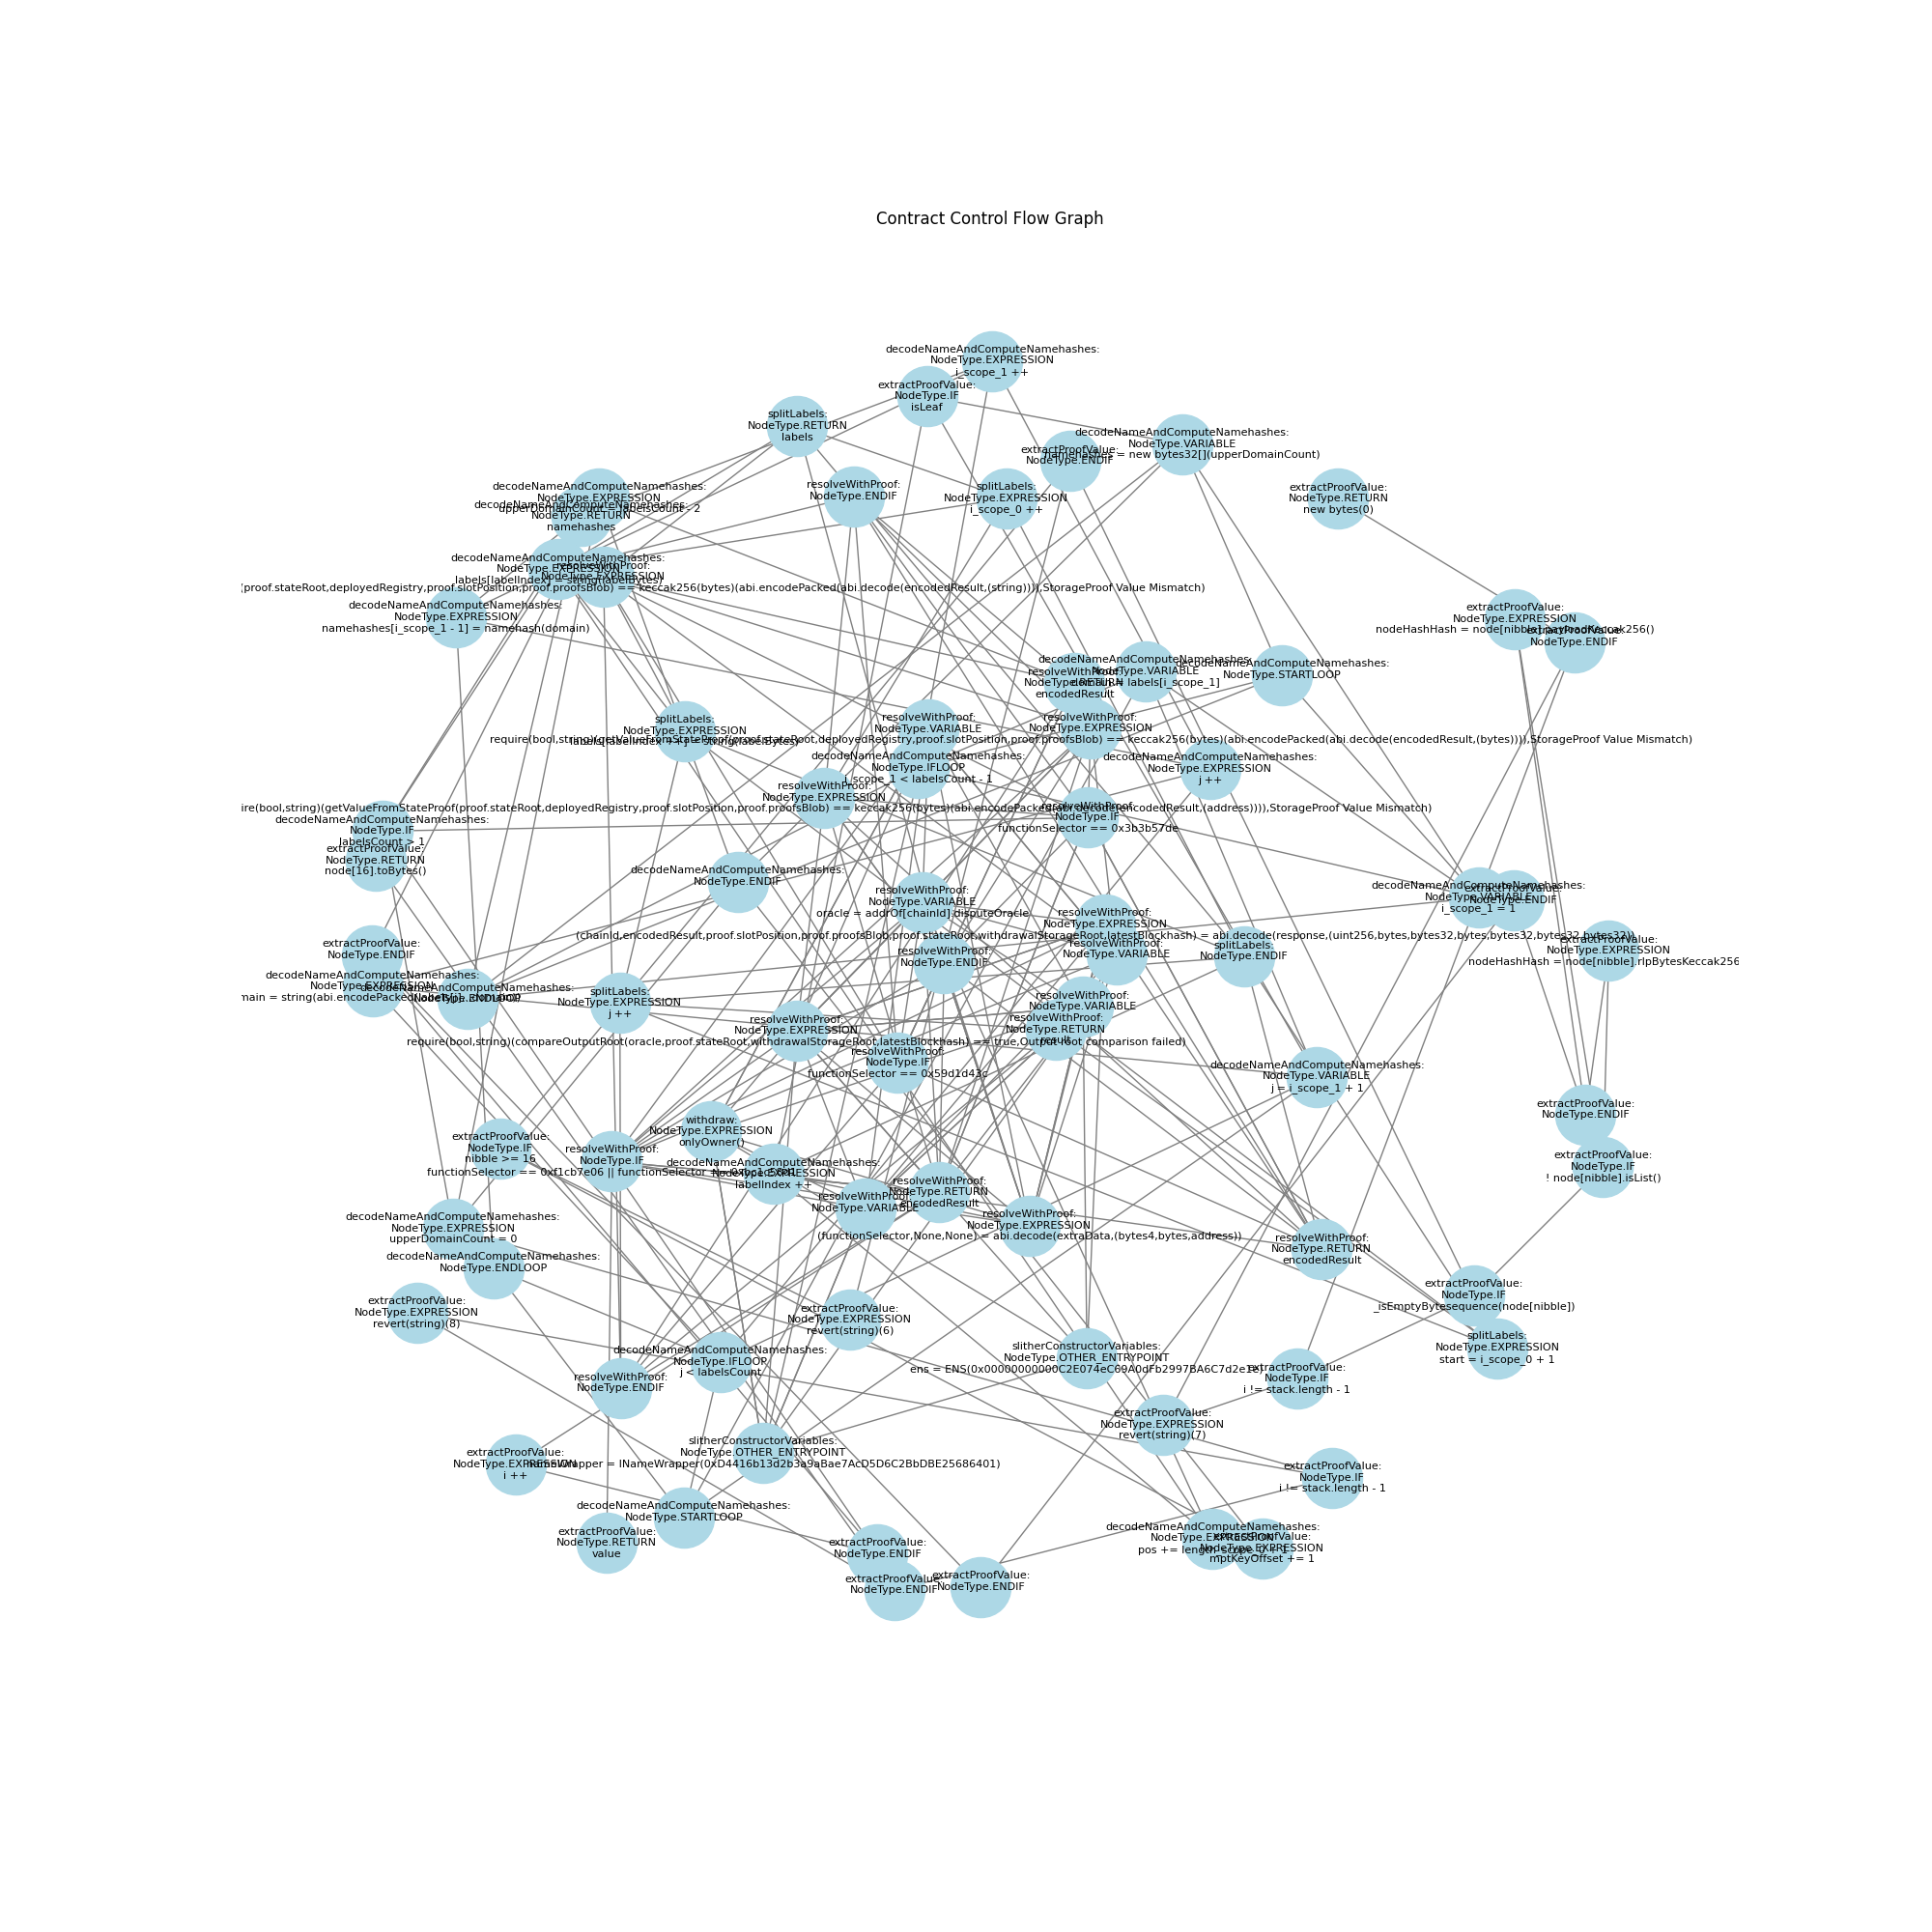 Contract Control Flow Graph
decodeNameAndComputeNamehashes:
NodeType.EXPRESSION
i_scope_1 ++
extractProofValue:
NodeType.IF
isLeaf
splitLabels:
NodeType.RETURN
labels
decodeNameAndComputeNamehashes:
NodeType.VARIABLE
namehashes = new bytes32[](upperDomainCount)
extractProofValue:
NodeType.ENDIF
resolveWithProof:
NodeType.ENDIF
splitLabels:
NodeType.EXPRESSION
i_scope_0 ++
extractProofValue:
NodeType.RETURN
new bytes(0)
decodeNameAndComputeNamehashes:
NodeType.EXPRESSION
upperDomainCount = labelsCount - 2
decodeNameAndComputeNamehashes:
NodeType.RETURN
namehashes
decodeNameAndComputeNamehashes:
NodeType.EXPRESSION
labels[labelIndex] = string(labelBytes)
resolveWithProof:
NodeType.EXPRESSION
(proof.stateRoot,deployedRegistry,proof.slotPosition,proof.proofsBlob) == keccak256(bytes)(abi.encodePacked(abi.decode(encodedResult,(string)))),StorageProof Value Mismatch)
decodeNameAndComputeNamehashes:
NodeType.EXPRESSION
namehashes[i_scope_1 - 1] = namehash(domain)
extractProofValue:
NodeType.EXPRESSION
nodeHashHash = node[nibble].payloadKeccak256()
extractProofValue:
NodeType.ENDIF
decodeNameAndComputeNamehashes:
NodeType.VARIABLE
domain = labels[i_scope_1]
resolveWithProof:
NodeType.RETURN
encodedResult
decodeNameAndComputeNamehashes:
NodeType.STARTLOOP
splitLabels:
NodeType.EXPRESSION
labels[labelIndex ++] = string(labelBytes)
resolveWithProof:
NodeType.VARIABLE
resolveWithProof:
NodeType.EXPRESSION
require(bool,string)(getValueFromStateProof(proof.stateRoot,deployedRegistry,proof.slotPosition,proof.proofsBlob) == keccak256(bytes)(abi.encodePacked(abi.decode(encodedResult,(bytes)))),StorageProof Value Mismatch)
decodeNameAndComputeNamehashes:
NodeType.IFLOOP
i_scope_1 < labelsCount - 1
decodeNameAndComputeNamehashes:
NodeType.EXPRESSION
j ++
resolveWithProof:
NodeType.EXPRESSION
ire(bool,string)(getValueFromStateProof(proof.stateRoot,deployedRegistry,proof.slotPosition,proof.proofsBlob) == keccak256(bytes)(abi.encodePacked(abi.decode(encodedResult,(address)))),StorageProof Value Mismatch)
resolveWithProof:
NodeType.IF
functionSelector == 0x3b3b57de
decodeNameAndComputeNamehashes:
NodeType.IF
labelsCount > 1
extractProofValue:
NodeType.RETURN
node[16].toBytes()
decodeNameAndComputeNamehashes:
NodeType.ENDIF
resolveWithProof:
NodeType.VARIABLE
oracle = addrOf[chainId].disputeOracle
decodeNameAndComputeNamehashes:
NodeType.VARIABLE
i_scope_1 = 1
extractProofValue:
NodeType.ENDIF
resolveWithProof:
NodeType.EXPRESSION
(chainId,encodedResult,proof.slotPosition,proof.proofsBlob,proof.stateRoot,withdrawalStorageRoot,latestBlockhash) = abi.decode(response,(uint256,bytes,bytes32,bytes,bytes32,bytes32,bytes32))
resolveWithProof:
NodeType.VARIABLE
splitLabels:
NodeType.ENDIF
extractProofValue:
NodeType.EXPRESSION
nodeHashHash = node[nibble].rlpBytesKeccak256
extractProofValue:
NodeType.ENDIF
resolveWithProof:
NodeType.ENDIF
decodeNameAndComputeNamehashes:
NodeType.EXPRESSION
decodeNameAndComputeNamehashes:
NodeType.ENDLOOP
splitLabels:
NodeType.EXPRESSION
j ++
resolveWithProof:
NodeType.VARIABLE
resolveWithProof:
NodeType.RETURN
result
resolveWithProof:
NodeType.EXPRESSION
require(bool,string)(compareOutputRoot(oracle,proof.stateRoot,withdrawalStorageRoot,latestBlockhash) == true,Output root comparison failed)
resolveWithProof:
NodeType.IF
functionSelector == 0x59d1d43c
decodeNameAndComputeNamehashes:
NodeType.VARIABLE
j = i_scope_1 + 1
extractProofValue:
NodeType.ENDIF
withdraw:
NodeType.EXPRESSION
onlyOwner()
extractProofValue:
NodeType.IF
nibble >= 16
resolveWithProof:
NodeType.IF
functionSelector == 0xf1cb7e06 || functionSelector ==
decodeNameAndComputeNamehashes:
NodeType.EXPRESSION
labelIndex ++
extractProofValue:
NodeType.IF
! node[nibble].isList()
resolveWithProof:
NodeType.VARIABLE
resolveWithProof:
NodeType.RETURN
encodedResult
resolveWithProof:
NodeType.EXPRESSION
(functionSelector,None,None) = abi.decode(extraData,(bytes4,bytes,address))
decodeNameAndComputeNamehashes:
NodeType.EXPRESSION
upperDomainCount = 0
resolveWithProof:
NodeType.RETURN
encodedResult
decodeNameAndComputeNamehashes:
NodeType.ENDLOOP
extractProofValue:
NodeType.IF
_isEmptyBytesequence(node[nibble])
extractProofValue:
NodeType.EXPRESSION
revert(string)(8)
extractProofValue:
NodeType.EXPRESSION
revert(string)(6)
splitLabels:
NodeType.EXPRESSION
start = i_scope_0 + 1
decodeNameAndComputeNamehashes:
NodeType.IFLOOP
j < labelsCount
slitherConstructorVariables:
NodeType.OTHER_ENTRYPOINT
ens = ENS(0x00000000000C2E074eC69A0dFb2997BA6C7d2e1e)
extractProofValue:
NodeType.IF
i != stack.length - 1
resolveWithProof:
NodeType.ENDIF
extractProofValue:
NodeType.EXPRESSION
revert(string)(7)
slitherConstructorVariables:
NodeType.OTHER_ENTRYPOINT
nameWrapper = INameWrapper(0xD4416b13d2b3a9aBae7AcD5D6C2BbDBE25686401)
extractProofValue:
NodeType.EXPRESSION
i ++
extractProofValue:
NodeType.IF
i != stack.length - 1
decodeNameAndComputeNamehashes:
NodeType.STARTLOOP
extractProofValue:
NodeType.RETURN
value
decodeNameAndComputeNamehashes:
NodeType.EXPRESSION
pos += length_scope_0 + 1
extractProofValue:
NodeType.EXPRESSION
mptKeyOffset += 1
extractProofValue:
NodeType.ENDIF
extractProofValue:
NodeType.ENDIF
extractProofValue:
NodeType.ENDIF